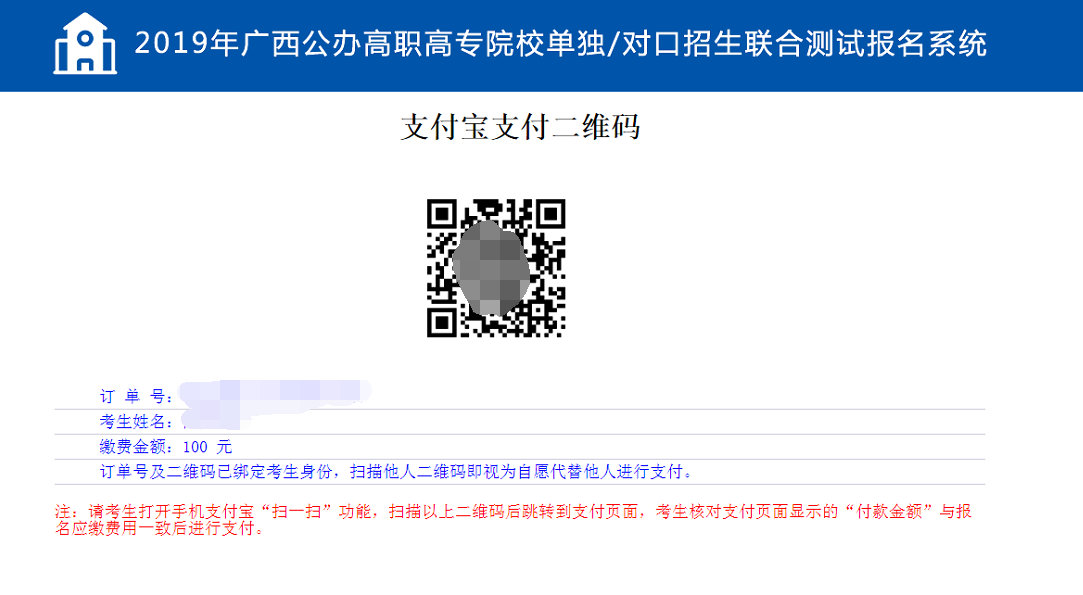 2019年广西公办高职高专院校单独/对口招生联合测试报名系统
支付宝支付二维码
订 单 号：
考生姓名：
缴费金额：100 元
订单号及二维码已绑定考生身份，扫描他人二维码即视为自愿代替他人进行支付。
注：请考生打开手机支付宝“扫一扫”功能，扫描以上二维码后跳转到支付页面，考生核对支付页面显示的“付款金额”与报
名应缴费用一致后进行支付。